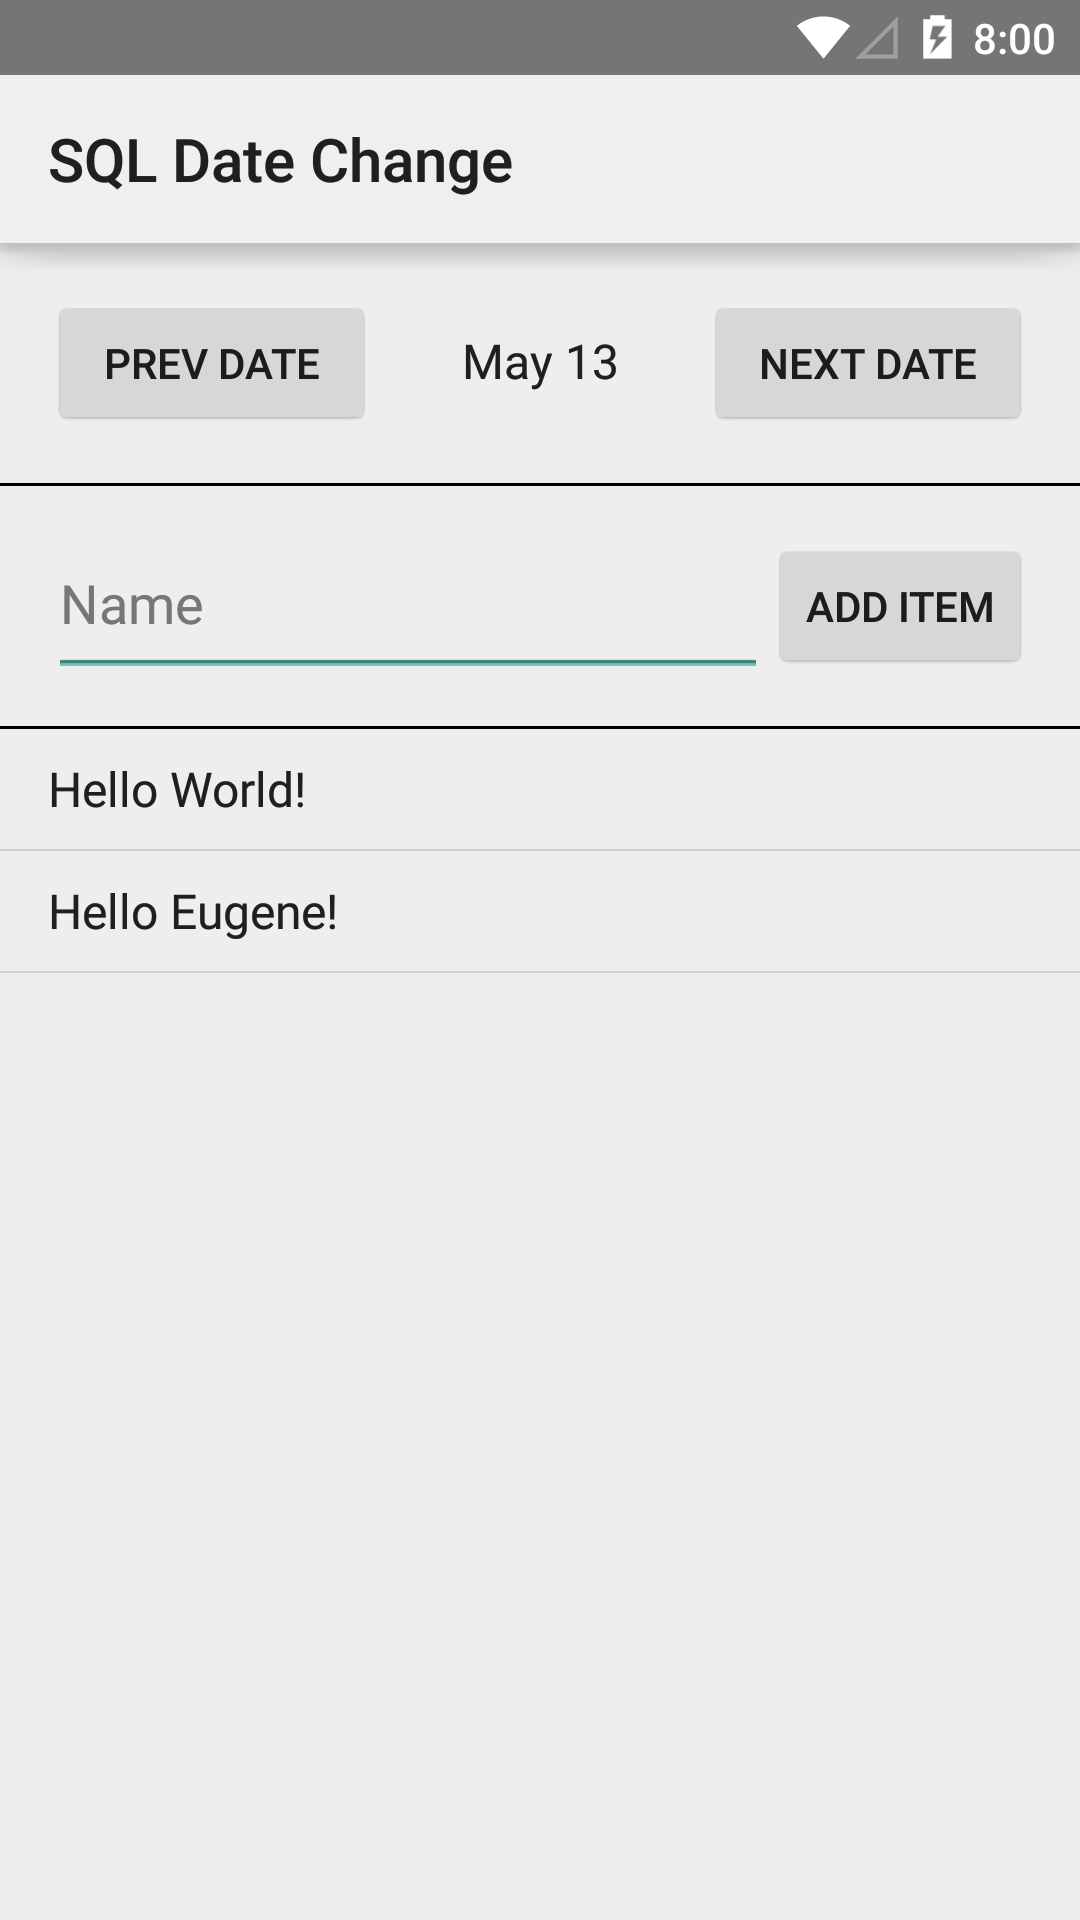 8:00
SQL Date Change
PREV DATE May 13 NEXT DATE
Name ADD ITEM
Hello World!
Hello Eugene!